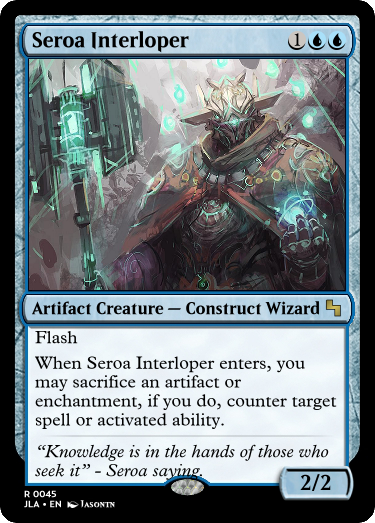 Seroa Interloper 1
Artifact Creature — Construct Wizard
Flash
When Seroa Interloper enters, you
may sacrifice an artifact or
enchantment, if you do, counter target
spell or activated ability.
“Knowledge is in the hands of those who
seek it” - Seroa saying.
2/2
R 0045
JLA • EN Jasontn